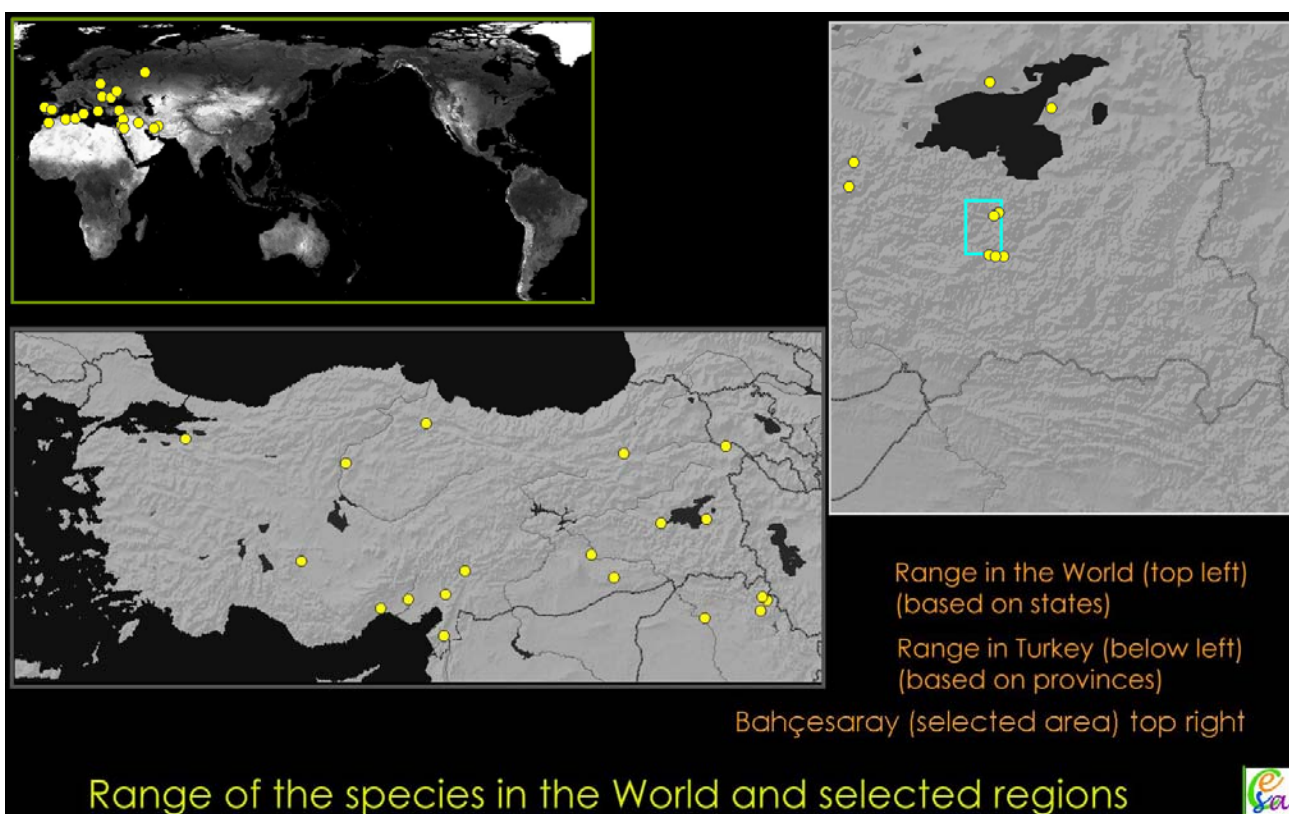 Range in the World (top left)
(based on states)
Range in Turkey (below left)
(based on provinces)
Bahçesaray (selected area) top right
Range of the species in the World and selected regions
Cesa